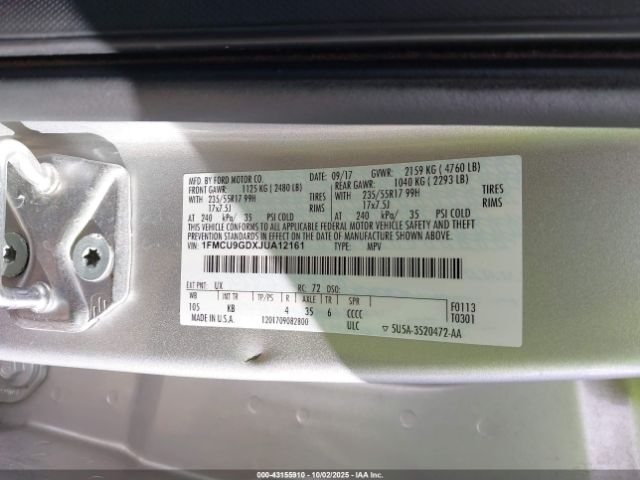 MFD. BY FORD MOTOR CO. DATE: 09/17 GVWR: 2159 KG ( 4760 LB)
FRONT GAWR: 1125 KG ( 2480 LB) REAR GAWR: 1040 KG ( 2293 LB)
WITH 235/55R17 99H TIRES WITH 235/55R17 99H TIRES
17x7.5J RIMS 17x7.5J RIMS
AT 240 kPa/ 35 PSI COLD AT 240 kPa/ 35 PSI COLD
THIS VEHICLE CONFORMS TO ALL APPLICABLE FEDERAL MOTOR VEHICLE SAFETY AND THEFT
PREVENTION STANDARDS IN EFFECT ON THE DATE OF MANUFACTURE SHOWN ABOVE.
VIN: 1FMCU9GDXJUA12161 TYPE: MPV
EXT PNT: UX RC: 72 DSO:
WB INT TR TP/PS R AXLE TR SPR
105 KB 4 35 6 CCCC F0113
MADE IN U.S.A. 1201709082800 ULC T0301
▽ 5U5A-3520472-AA
000-43155910 - 10/02/2025 - IAAI.COM